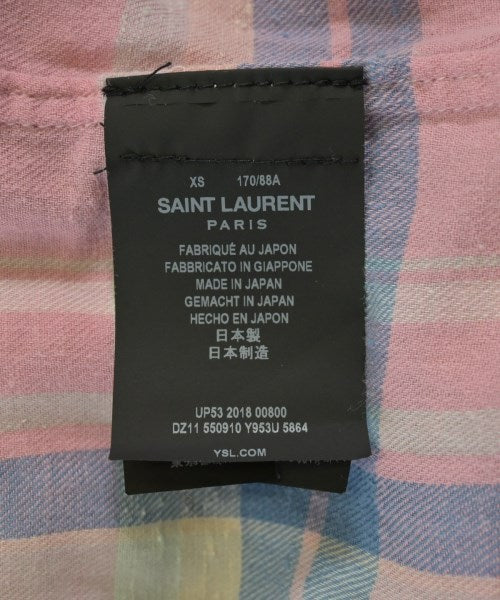 XS 170/88A
SAINT LAURENT
PARIS
FABRIQUÉ AU JAPON
FABBRICATO IN GIAPPONE
MADE IN JAPAN
GEMACHT IN JAPAN
HECHO EN JAPAN
日本製
日本制造
UP53 2018 00800
DZ11 550910 Y953U 5864
YSL.COM